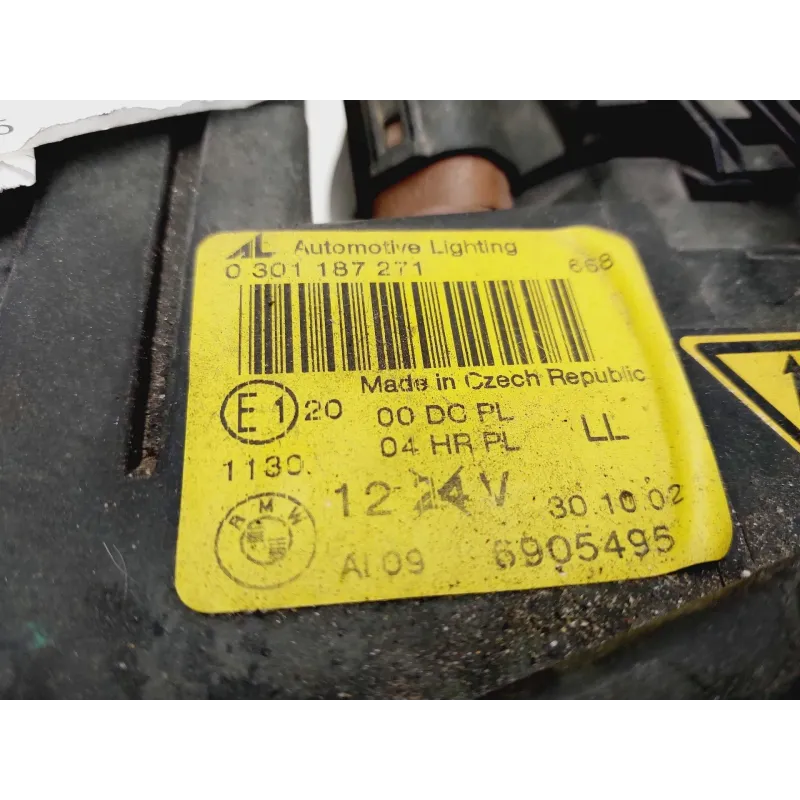 AL Automotive Lighting
0 301 187 271 668
Made in Czech Republic
E1 20 00 DC PL LL
1130. 04 HR PL
12 24 V 30.10.02
BMW AI 09 6905495